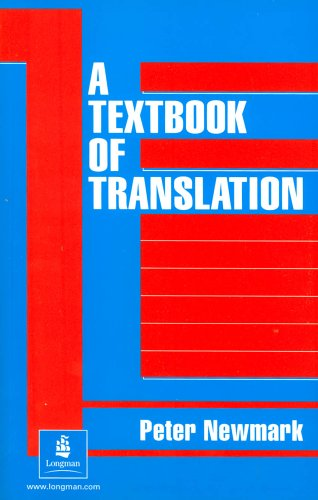 A
TEXTBOOK
OF
TRANSLATION
Peter Newmark
Longman
www.longman.com